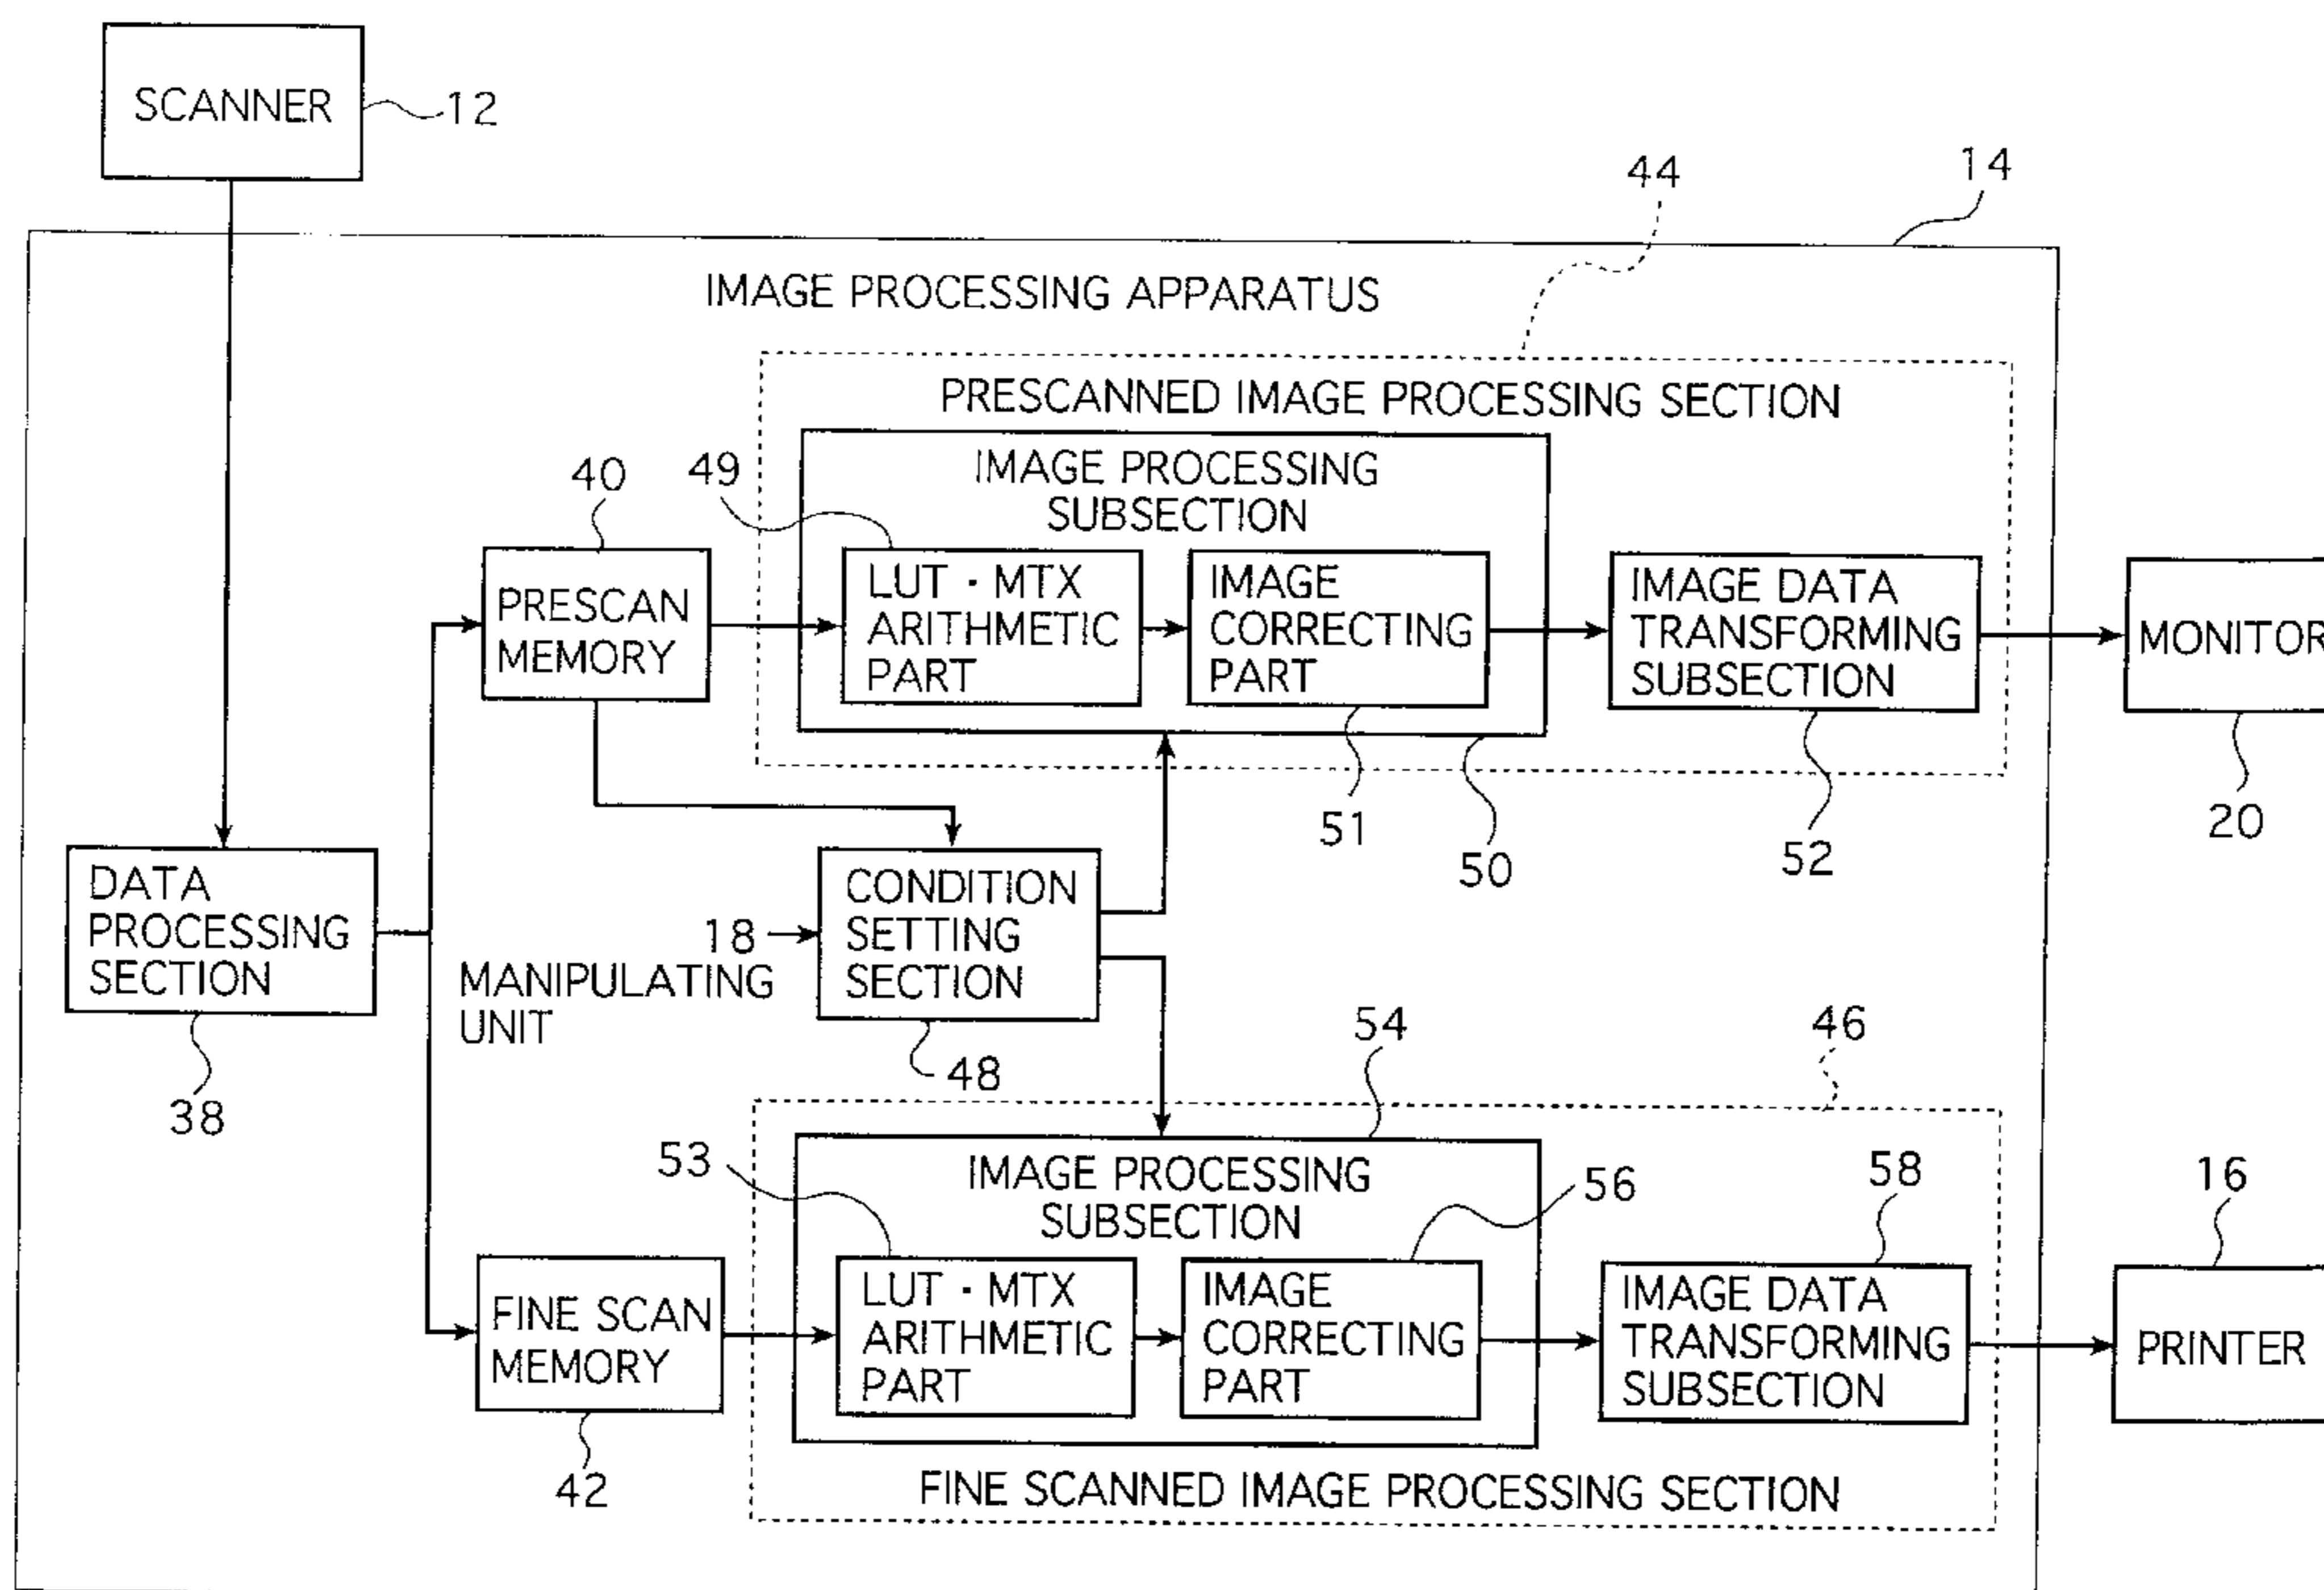 SCANNER
12
14
44
IMAGE PROCESSING APPARATUS
PRESCANNED IMAGE PROCESSING SECTION
IMAGE PROCESSING
SUBSECTION
49
40
PRESCAN
MEMORY
LUT · MTX
ARITHMETIC
PART
IMAGE
CORRECTING
PART
IMAGE DATA
TRANSFORMING
SUBSECTION
MONITOR
51
50
52
20
DATA
PROCESSING
SECTION
38
18
MANIPULATING
UNIT
CONDITION
SETTING
SECTION
48
54
46
53
IMAGE PROCESSING
SUBSECTION
56
58
16
FINE SCAN
MEMORY
42
LUT · MTX
ARITHMETIC
PART
IMAGE
CORRECTING
PART
IMAGE DATA
TRANSFORMING
SUBSECTION
PRINTER
FINE SCANNED IMAGE PROCESSING SECTION